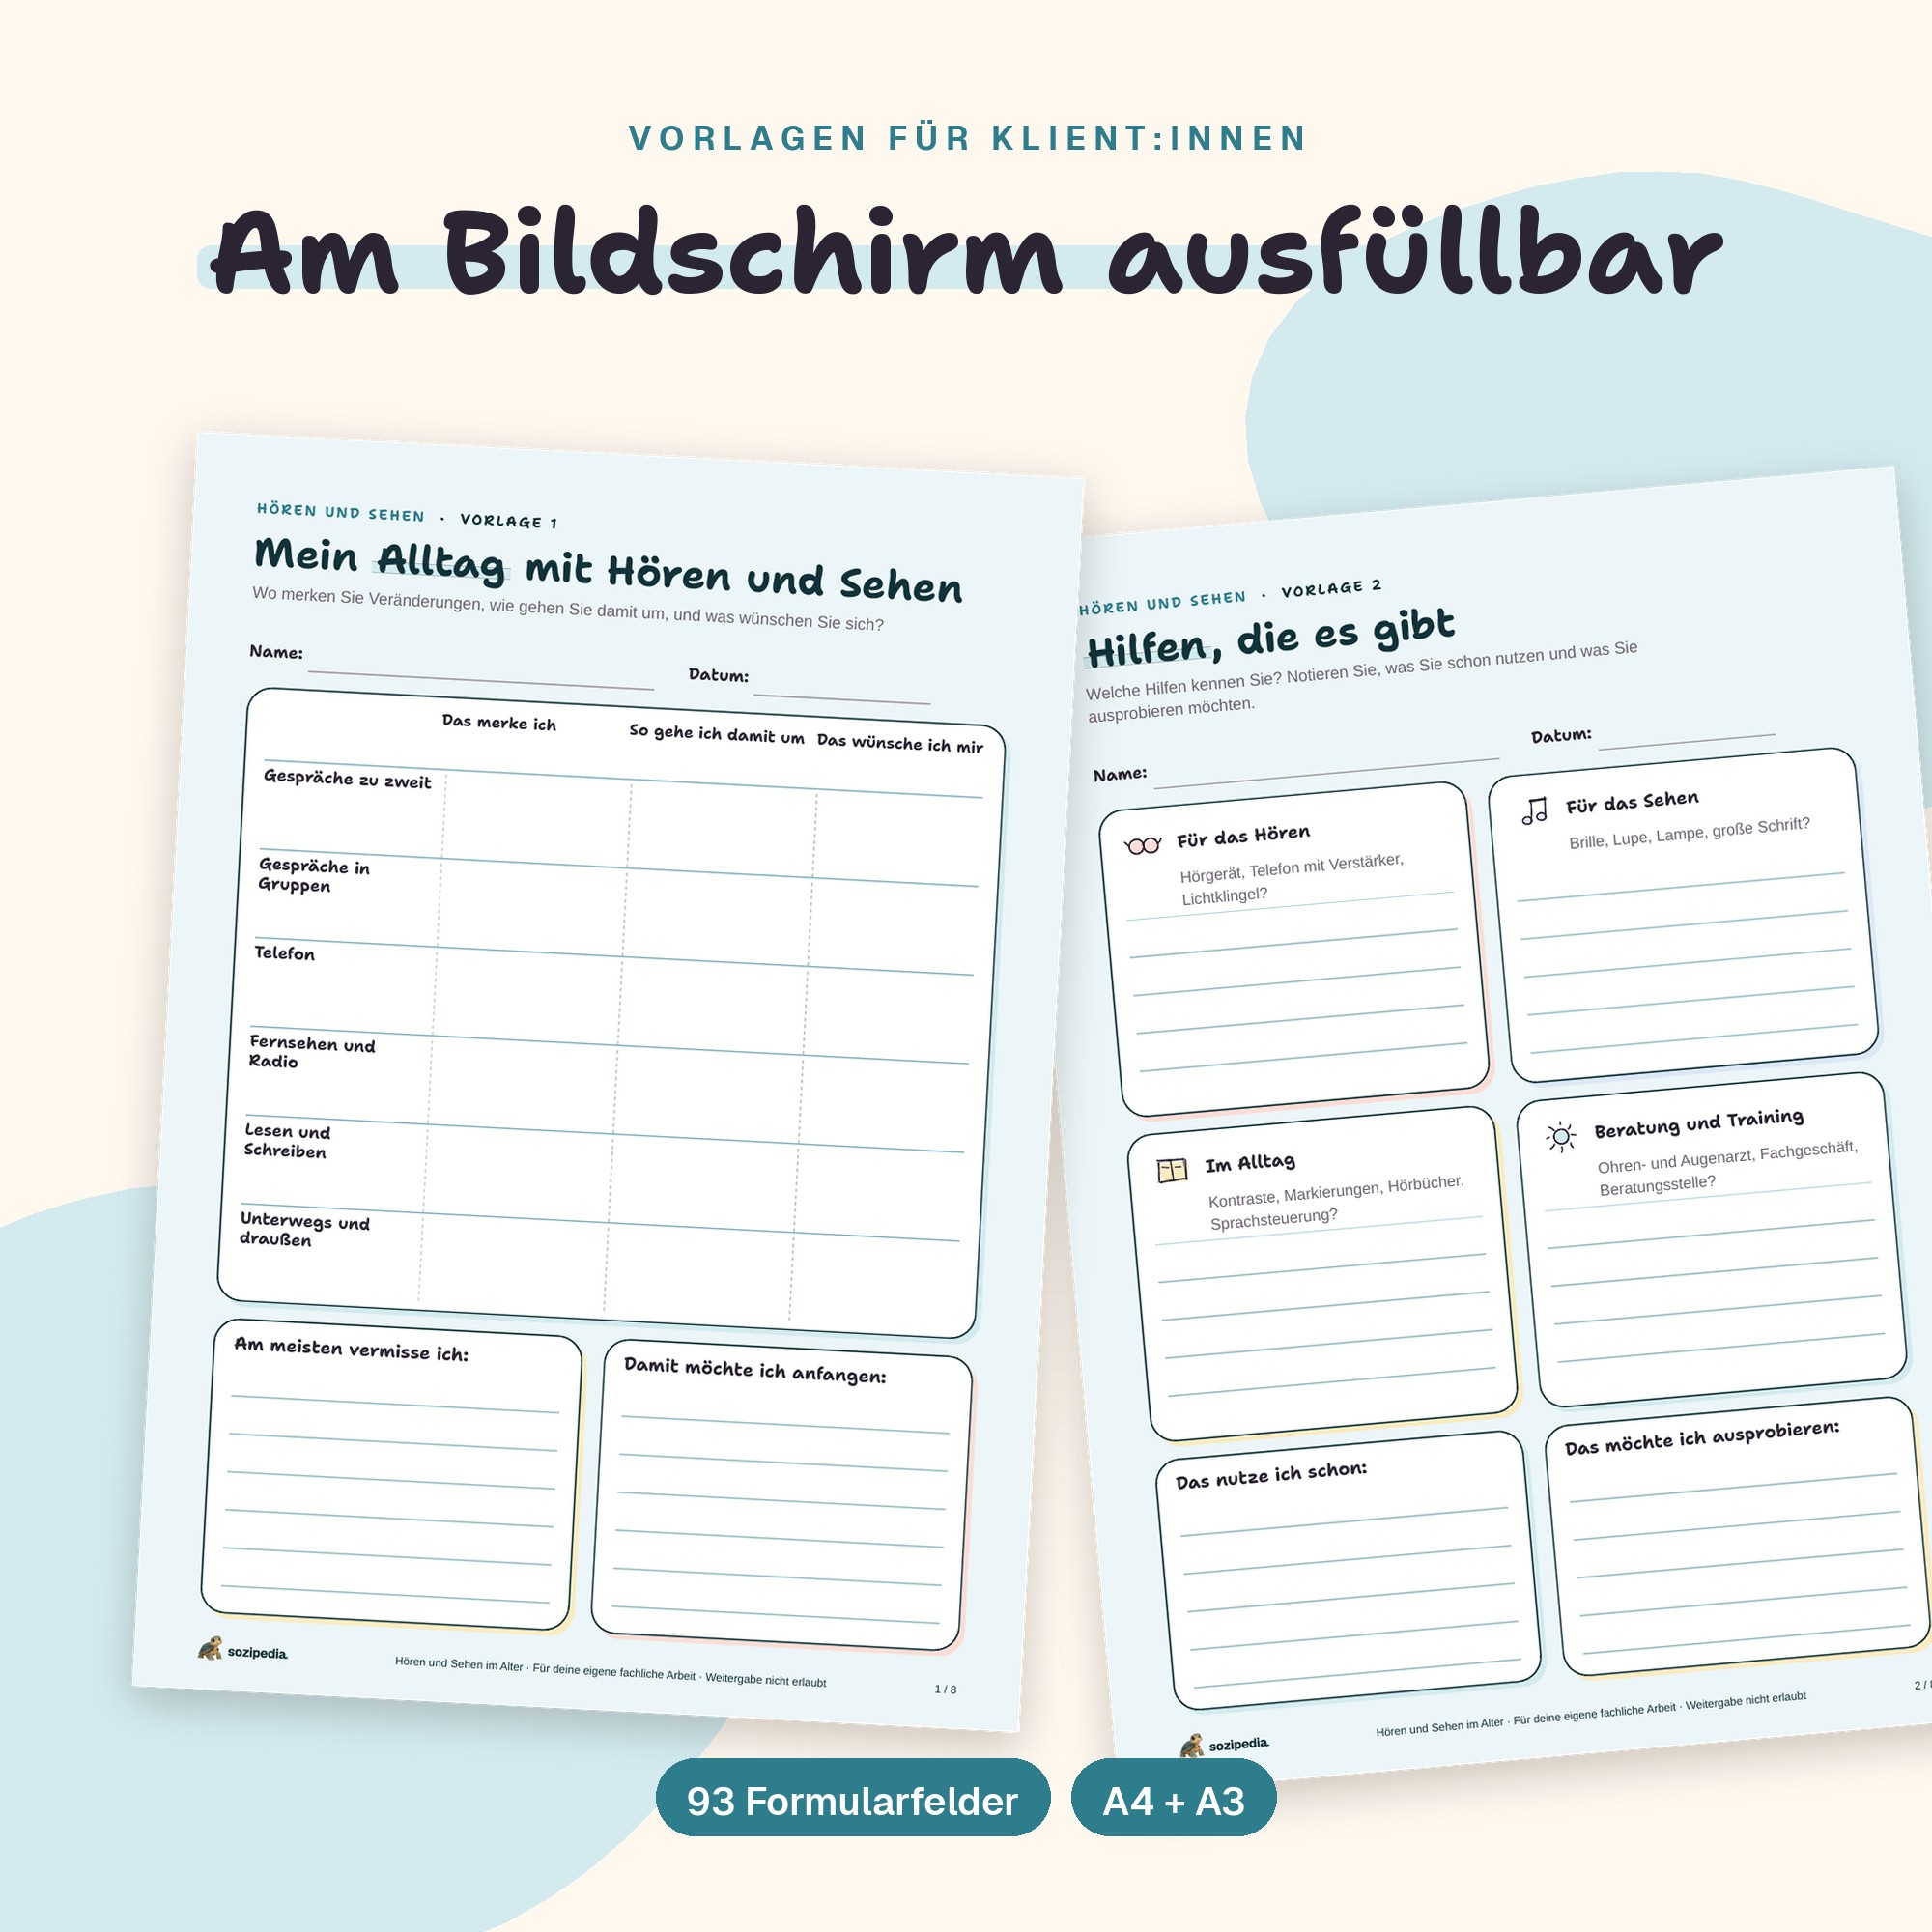 VORLAGEN FÜR KLIENT:INNEN
Am Bildschirm ausfüllbar
HÖREN UND SEHEN · VORLAGE 1
Mein Alltag mit Hören und Sehen
Wo merken Sie Veränderungen, wie gehen Sie damit um, und was wünschen Sie sich?
Name:
Datum:
Das merke ich
So gehe ich damit um
Das wünsche ich mir
Gespräche zu zweit
Gespräche in
Gruppen
Telefon
Fernsehen und
Radio
Lesen und
Schreiben
Unterwegs und
draußen
Am meisten vermisse ich:
Damit möchte ich anfangen:
sozipedia.
Hören und Sehen im Alter · Für deine eigene fachliche Arbeit · Weitergabe nicht erlaubt
1 / 8
HÖREN UND SEHEN · VORLAGE 2
Hilfen, die es gibt
Welche Hilfen kennen Sie? Notieren Sie, was Sie schon nutzen und was Sie
ausprobieren möchten.
Name:
Datum:
Für das Hören
Hörgerät, Telefon mit Verstärker,
Lichtklingel?
Für das Sehen
Brille, Lupe, Lampe, große Schrift?
Im Alltag
Kontraste, Markierungen, Hörbücher,
Sprachsteuerung?
Beratung und Training
Ohren- und Augenarzt, Fachgeschäft,
Beratungsstelle?
Das nutze ich schon:
Das möchte ich ausprobieren:
sozipedia.
Hören und Sehen im Alter · Für deine eigene fachliche Arbeit · Weitergabe nicht erlaubt
2 / 8
93 Formularfelder
A4 + A3